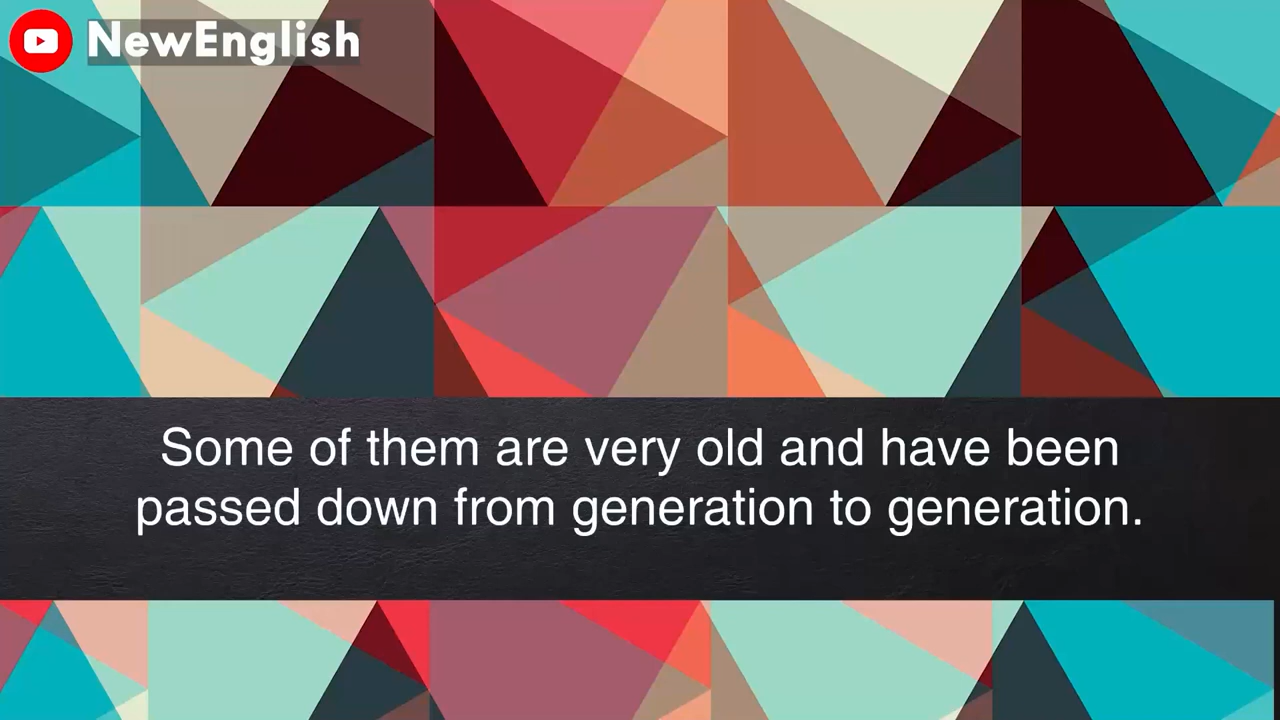 NewEnglish
Some of them are very old and have been
passed down from generation to generation.